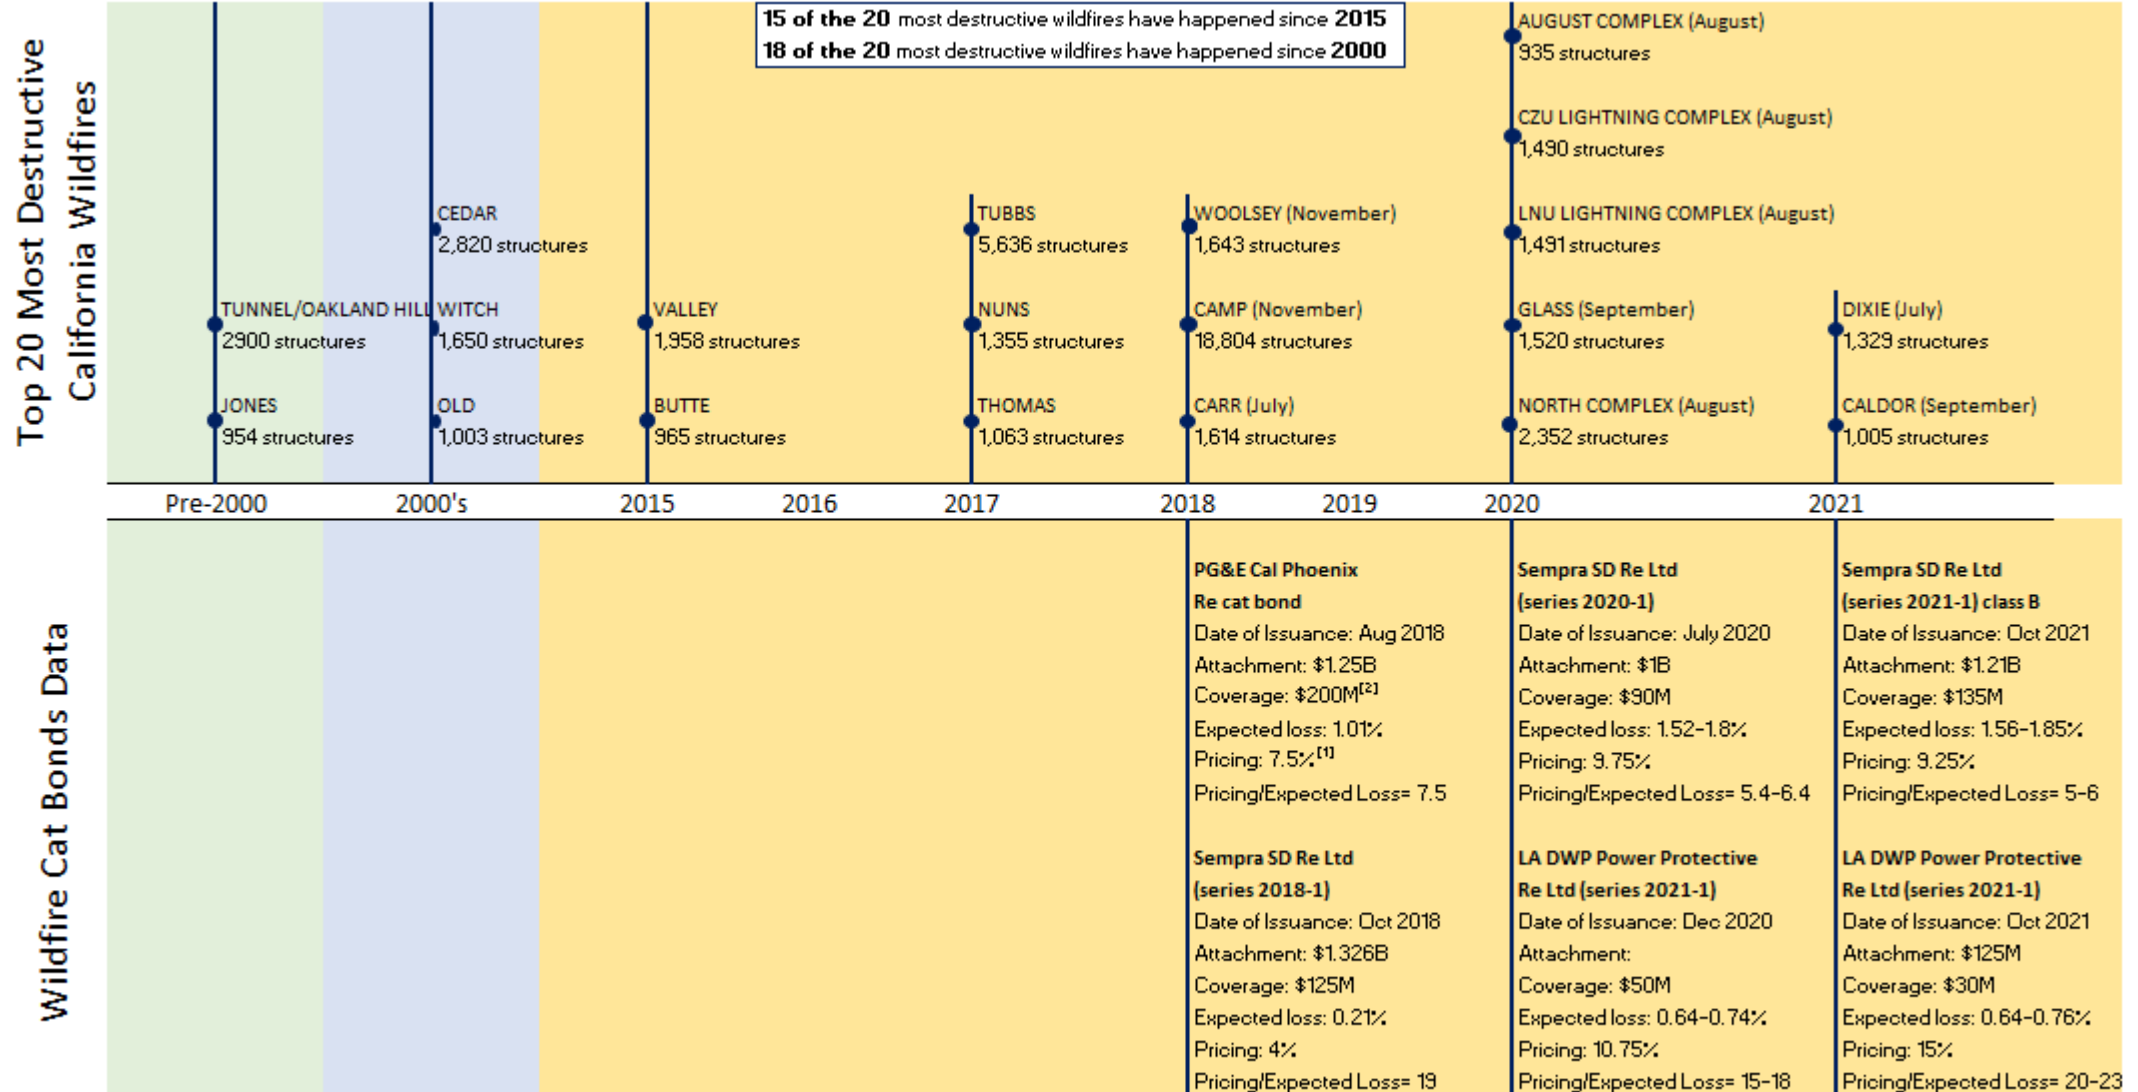 Top 20 Most Destructive
California Wildfires
15 of the 20 most destructive wildfires have happened since 2015
18 of the 20 most destructive wildfires have happened since 2000
TUNNEL/OAKLAND HILL
2900 structures
JONES
954 structures
CEDAR
2,820 structures
WITCH
1,650 structures
OLD
1,003 structures
VALLEY
1,958 structures
BUTTE
965 structures
TUBBS
5,636 structures
NUNS
1,355 structures
THOMAS
1,063 structures
WOOLSEY (November)
1,643 structures
CAMP (November)
18,804 structures
CARR (July)
1,614 structures
AUGUST COMPLEX (August)
935 structures
CZU LIGHTNING COMPLEX (August)
1,490 structures
LNU LIGHTNING COMPLEX (August)
1,491 structures
GLASS (September)
1,520 structures
NORTH COMPLEX (August)
2,352 structures
DIXIE (July)
1,329 structures
CALDOR (September)
1,005 structures
Pre-2000 2000's 2015 2016 2017 2018 2019 2020 2021
Wildfire Cat Bonds Data
PG&E Cal Phoenix
Re cat bond
Date of Issuance: Aug 2018
Attachment: $1.25B
Coverage: $200M[2]
Expected loss: 1.01%
Pricing: 7.5%[1]
Pricing/Expected Loss= 7.5
Sempra SD Re Ltd
(series 2018-1)
Date of Issuance: Oct 2018
Attachment: $1.326B
Coverage: $125M
Expected loss: 0.21%
Pricing: 4%
Pricing/Expected Loss= 19
Sempra SD Re Ltd
(series 2020-1)
Date of Issuance: July 2020
Attachment: $1B
Coverage: $90M
Expected loss: 1.52-1.8%
Pricing: 9.75%
Pricing/Expected Loss= 5.4-6.4
LA DWP Power Protective
Re Ltd (series 2021-1)
Date of Issuance: Dec 2020
Attachment:
Coverage: $50M
Expected loss: 0.64-0.74%
Pricing: 10.75%
Pricing/Expected Loss= 15-18
Sempra SD Re Ltd
(series 2021-1) class B
Date of Issuance: Oct 2021
Attachment: $1.21B
Coverage: $135M
Expected loss: 1.56-1.85%
Pricing: 9.25%
Pricing/Expected Loss= 5-6
LA DWP Power Protective
Re Ltd (series 2021-1)
Date of Issuance: Oct 2021
Attachment: $125M
Coverage: $30M
Expected loss: 0.64-0.76%
Pricing: 15%
Pricing/Expected Loss= 20-23